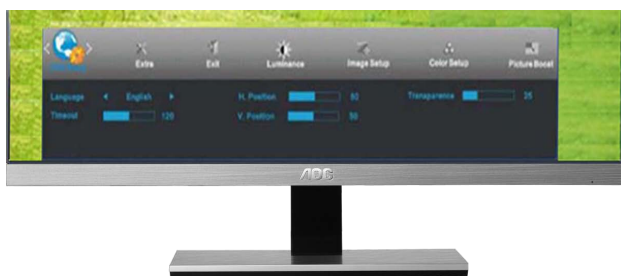 Extra Exit Luminance Image Setup Color Setup Picture Boost
Language English H. Position 50 Transparence 25
Timeout 120 V. Position 50
AOC